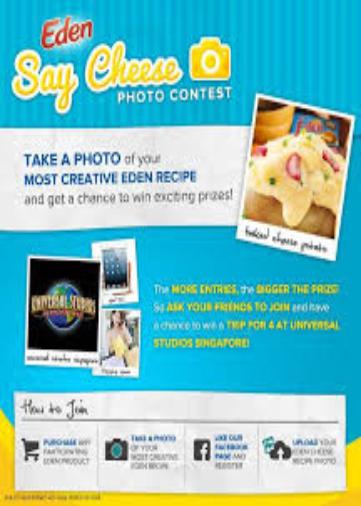 Eden
Say Cheese
PHOTO CONTEST
TAKE A PHOTO of your
MOST CREATIVE EDEN RECIPE
and get a chance to win exciting prizes!
baked cheese potato
UNIVERSAL STUDIOS
The MORE ENTRIES, the BIGGER THE PRIZE!
So ASK YOUR FRIENDS TO JOIN and have
a chance to win a TRIP FOR 4 AT UNIVERSAL
STUDIOS SINGAPORE!
How to Join
PURCHASE ANY
PARTICIPATING
EDEN PRODUCT
TAKE A PHOTO
OF YOUR
MOST CREATIVE
EDEN RECIPE
LIKE OUR
FACEBOOK
PAGE AND
REGISTER
UPLOAD YOUR
EDEN CHEESE
RECIPE PHOTO